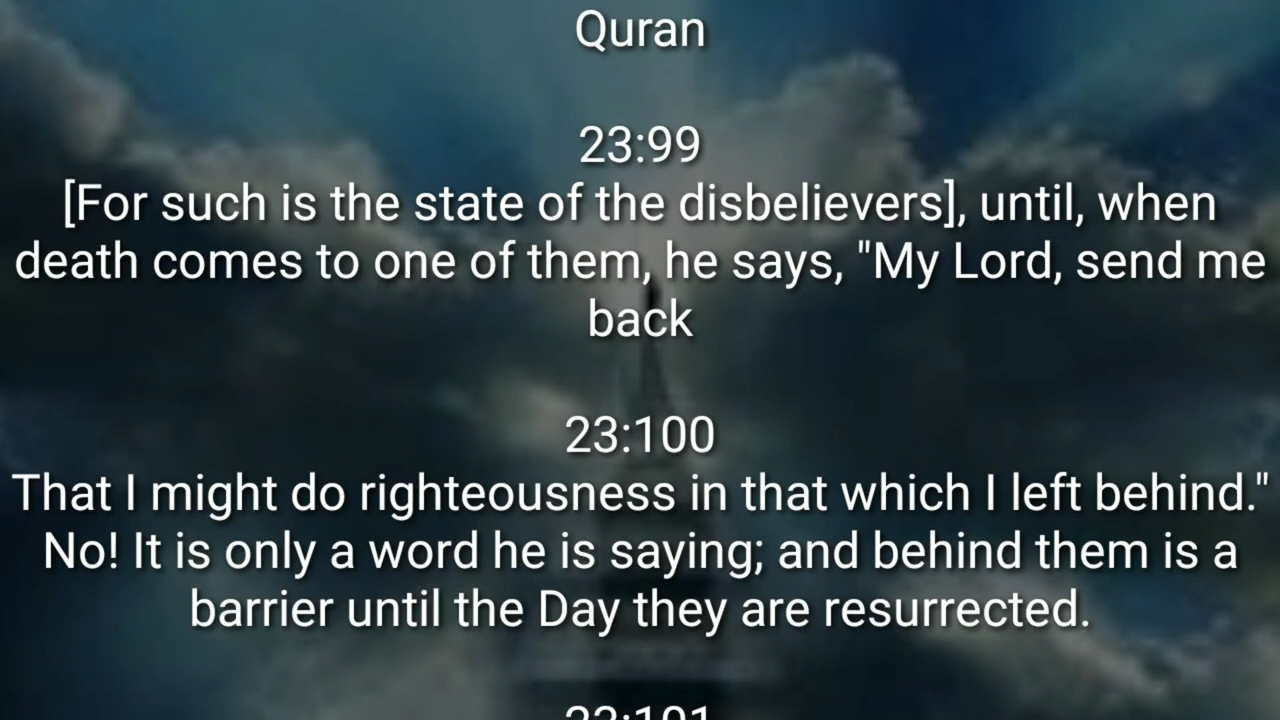 Quran
23:99
[For such is the state of the disbelievers], until, when
death comes to one of them, he says, "My Lord, send me
back
23:100
That I might do righteousness in that which I left behind."
No! It is only a word he is saying; and behind them is a
barrier until the Day they are resurrected.
23:101